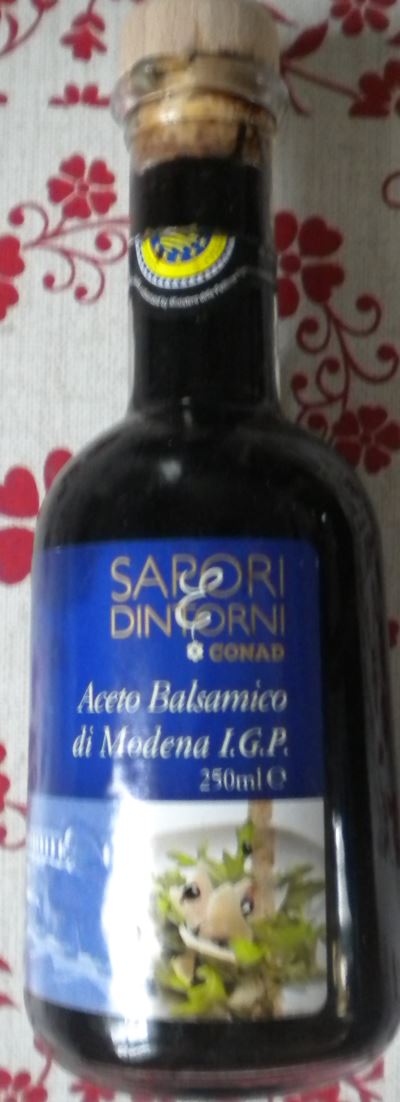 SAPORI
&
DINTORNI
CONAD
Aceto Balsamico
di Modena I.G.P.
250ml ℮